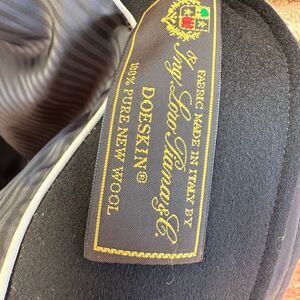 FABRIC MADE IN ITALY BY
Ing. Loro Piana & C.
DOESKIN®
100% PURE NEW WOOL